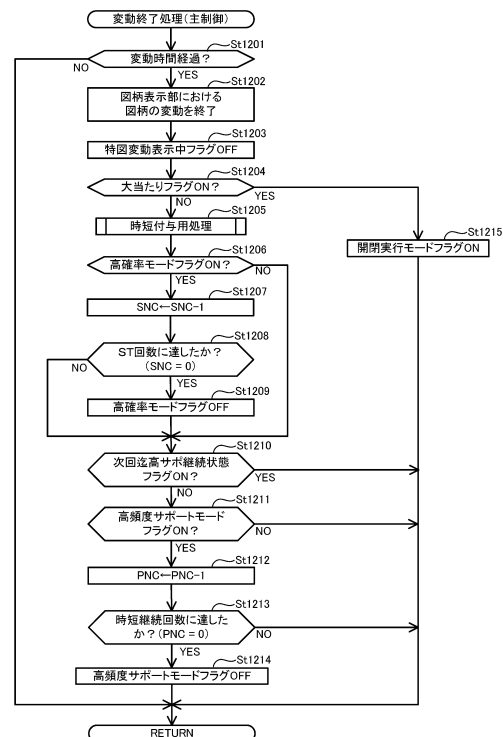 変動終了処理(主制御)
St1201
変動時間経過?
NO
YES
St1202
図柄表示部における
図柄の変動を終了
St1203
特図変動表示中フラグOFF
St1204
大当たりフラグON?
YES
NO
St1205
時短付与用処理
St1215
開閉実行モードフラグON
St1206
高確率モードフラグON?
NO
YES
St1207
SNC←SNC-1
St1208
ST回数に達したか?
(SNC = 0)
NO
YES
St1209
高確率モードフラグOFF
St1210
次回迄高サポ継続状態
フラグON?
YES
NO
St1211
高頻度サポートモード
フラグON?
NO
YES
St1212
PNC←PNC-1
St1213
時短継続回数に達した
か?(PNC = 0)
NO
YES
St1214
高頻度サポートモードフラグOFF
RETURN